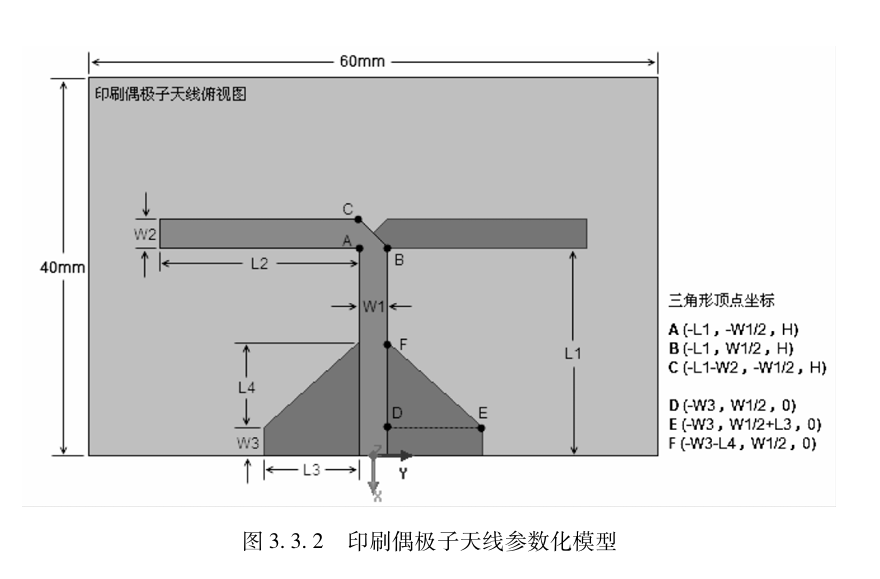 60mm
印刷偶极子天线俯视图
C
W2
A
B
L2
40mm
W1
三角形顶点坐标
A (-L1 , -W1/2 , H)
B (-L1 , W1/2 , H)
C (-L1-W2 , -W1/2 , H)
F
L1
L4
D (-W3 , W1/2 , 0)
E (-W3 , W1/2+L3 , 0)
F (-W3-L4 , W1/2 , 0)
D
E
W3
Z
L3
Y
X
图 3. 3. 2 印刷偶极子天线参数化模型